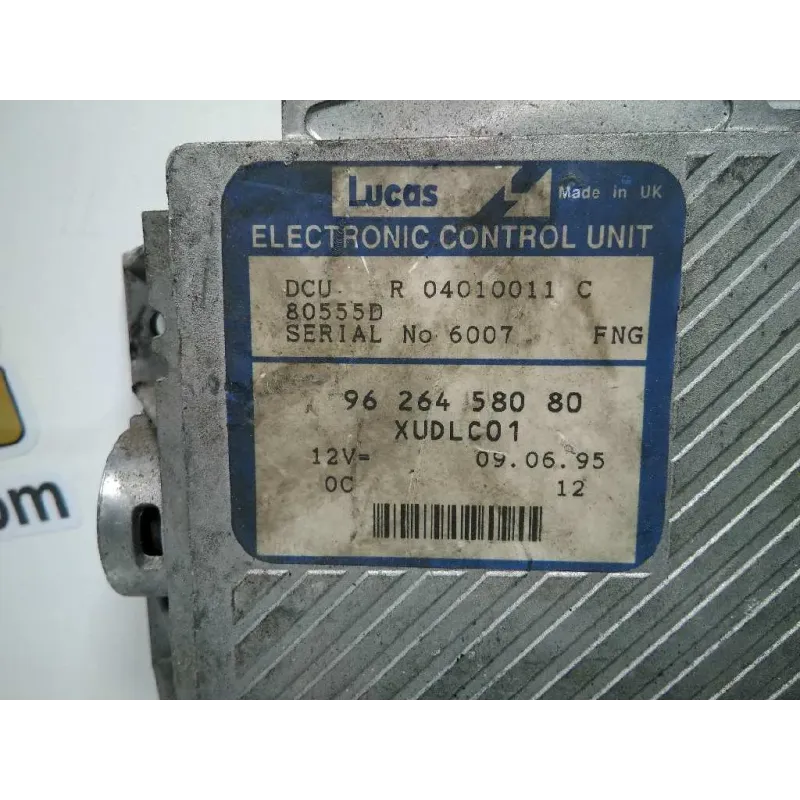 Lucas Made in UK
ELECTRONIC CONTROL UNIT
DCU R 04010011 C
80555D
SERIAL No 6007 FNG
96 264 580 80
XUDLC01
12V= 09.06.95
0C 12
om